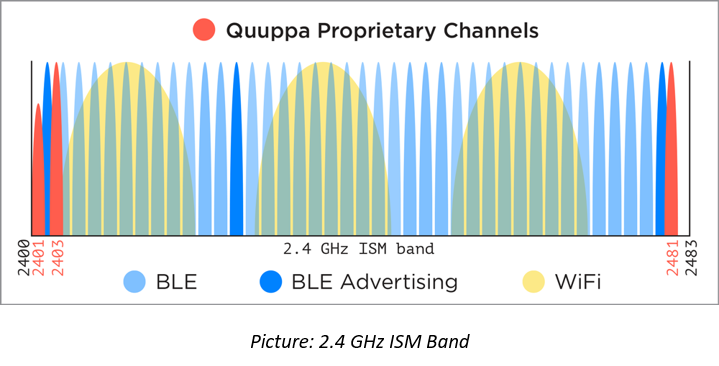 Quuppa Proprietary Channels
2400
2401
2403
2.4 GHz ISM band
2481
2483
BLE
BLE Advertising
WiFi
Picture: 2.4 GHz ISM Band